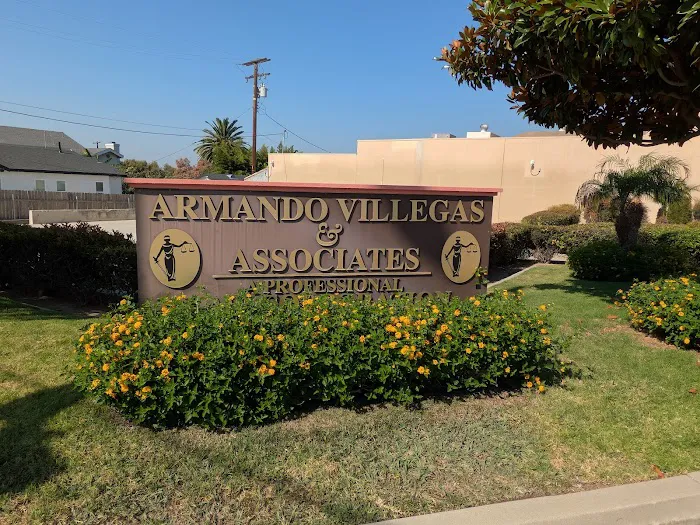 ARMANDO VILLEGAS
&
ASSOCIATES
A PROFESSIONAL